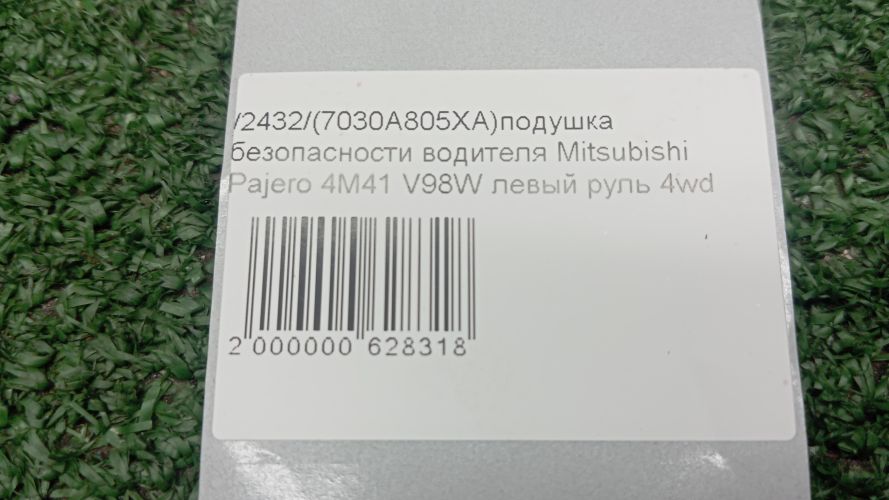 /2432/(7030A805XA)подушка
безопасности водителя Mitsubishi
Pajero 4M41 V98W левый руль 4wd
2 000000 628318